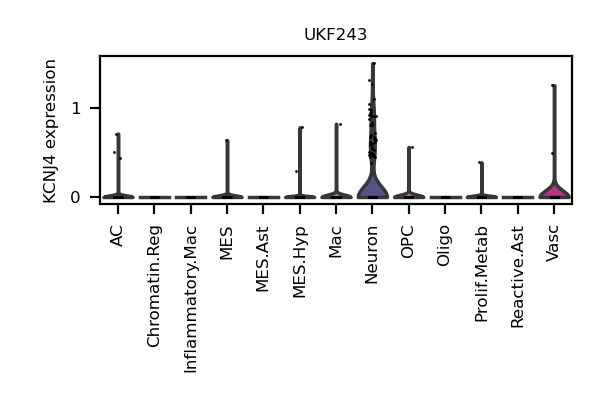 UKF243
KCNJ4 expression
1
0
AC
Chromatin.Reg
Inflammatory.Mac
MES
MES.Ast
MES.Hyp
Mac
Neuron
OPC
Oligo
Prolif.Metab
Reactive.Ast
Vasc